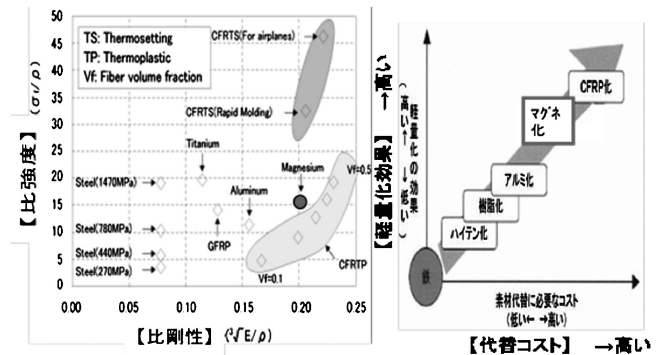 TS: Thermosetting
TP: Thermoplastic
Vf: Fiber volume fraction
CFRTS(For airplanes)
CFRTS(Rapid Molding)
Titanium
Magnesium
Vf=0.5
Steel(1470MPa)
Aluminum
Steel(780MPa)
GFRP
Steel(440MPa)
Steel(270MPa)
CFRTP
Vf=0.1
50
45
40
35
30
25
20
15
10
5
0
0.00
0.05
0.10
0.15
0.20
0.25
【比強度】 (σ/ρ)
【比剛性】 (³√E/ρ)
【軽量化効果】 →高い
軽量化の効果
(高い← →低い)
CFRP化
マグネ
化
アルミ化
樹脂化
ハイテン化
鉄
素材代替に必要なコスト
(低い← →高い)
【代替コスト】 →高い